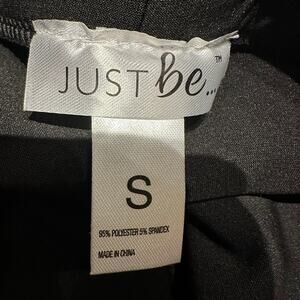 JUST be...™
S
95% POLYESTER 5% SPANDEX
MADE IN CHINA